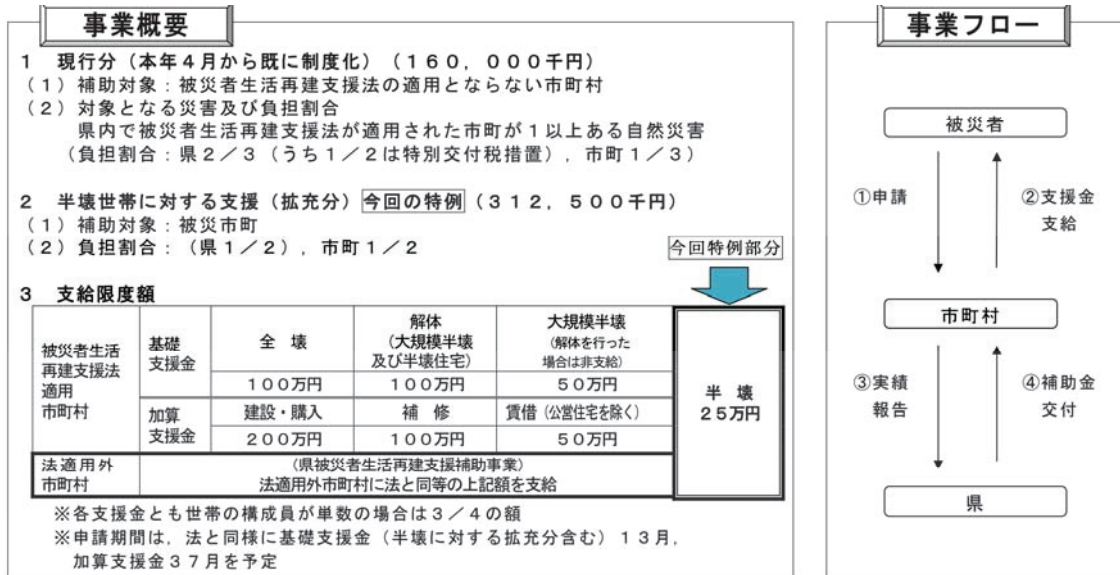 事業概要
1 現行分（本年４月から既に制度化）（１６０，０００千円）
（１）補助対象：被災者生活再建支援法の適用とならない市町村
（２）対象となる災害及び負担割合
県内で被災者生活再建支援法が適用された市町が１以上ある自然災害
（負担割合：県２／３（うち１／２は特別交付税措置），市町１／３）
2 半壊世帯に対する支援（拡充分）今回の特例（３１２，５００千円）
（１）補助対象：被災市町
（２）負担割合：（県１／２），市町１／２
今回特例部分
3 支給限度額
被災者生活
再建支援法
適用
市町村
基礎
支援金
全 壊
解体
（大規模半壊
及び半壊住宅）
大規模半壊
（解体を行った
場合は非支給）
１００万円
１００万円
５０万円
加算
支援金
建設・購入
補 修
賃借（公営住宅を除く）
２００万円
１００万円
５０万円
半 壊
２５万円
法適用外
市町村
（県被災者生活再建支援補助事業）
法適用外市町村に法と同等の上記額を支給
※各支援金とも世帯の構成員が単数の場合は３／４の額
※申請期間は，法と同様に基礎支援金（半壊に対する拡充分含む）１３月，
加算支援金３７月を予定
事業フロー
被災者
①申請
②支援金
支給
市町村
③実績
報告
④補助金
交付
県